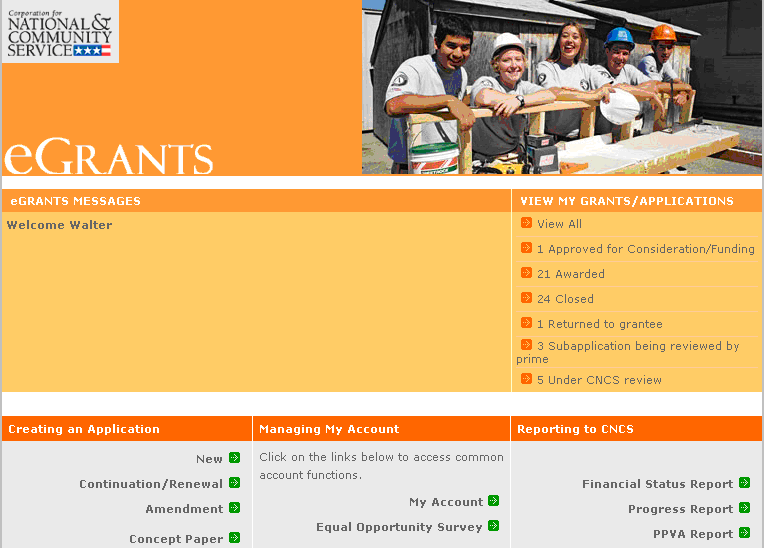 Corporation for
NATIONAL &
COMMUNITY
SERVICE
eGRANTS
eGRANTS MESSAGES
Welcome Walter
VIEW MY GRANTS/APPLICATIONS
View All
1 Approved for Consideration/Funding
21 Awarded
24 Closed
1 Returned to grantee
3 Subapplication being reviewed by
prime
5 Under CNCS review
Creating an Application
New
Continuation/Renewal
Amendment
Concept Paper
Managing My Account
Click on the links below to access common
account functions.
My Account
Equal Opportunity Survey
Reporting to CNCS
Financial Status Report
Progress Report
PPVA Report